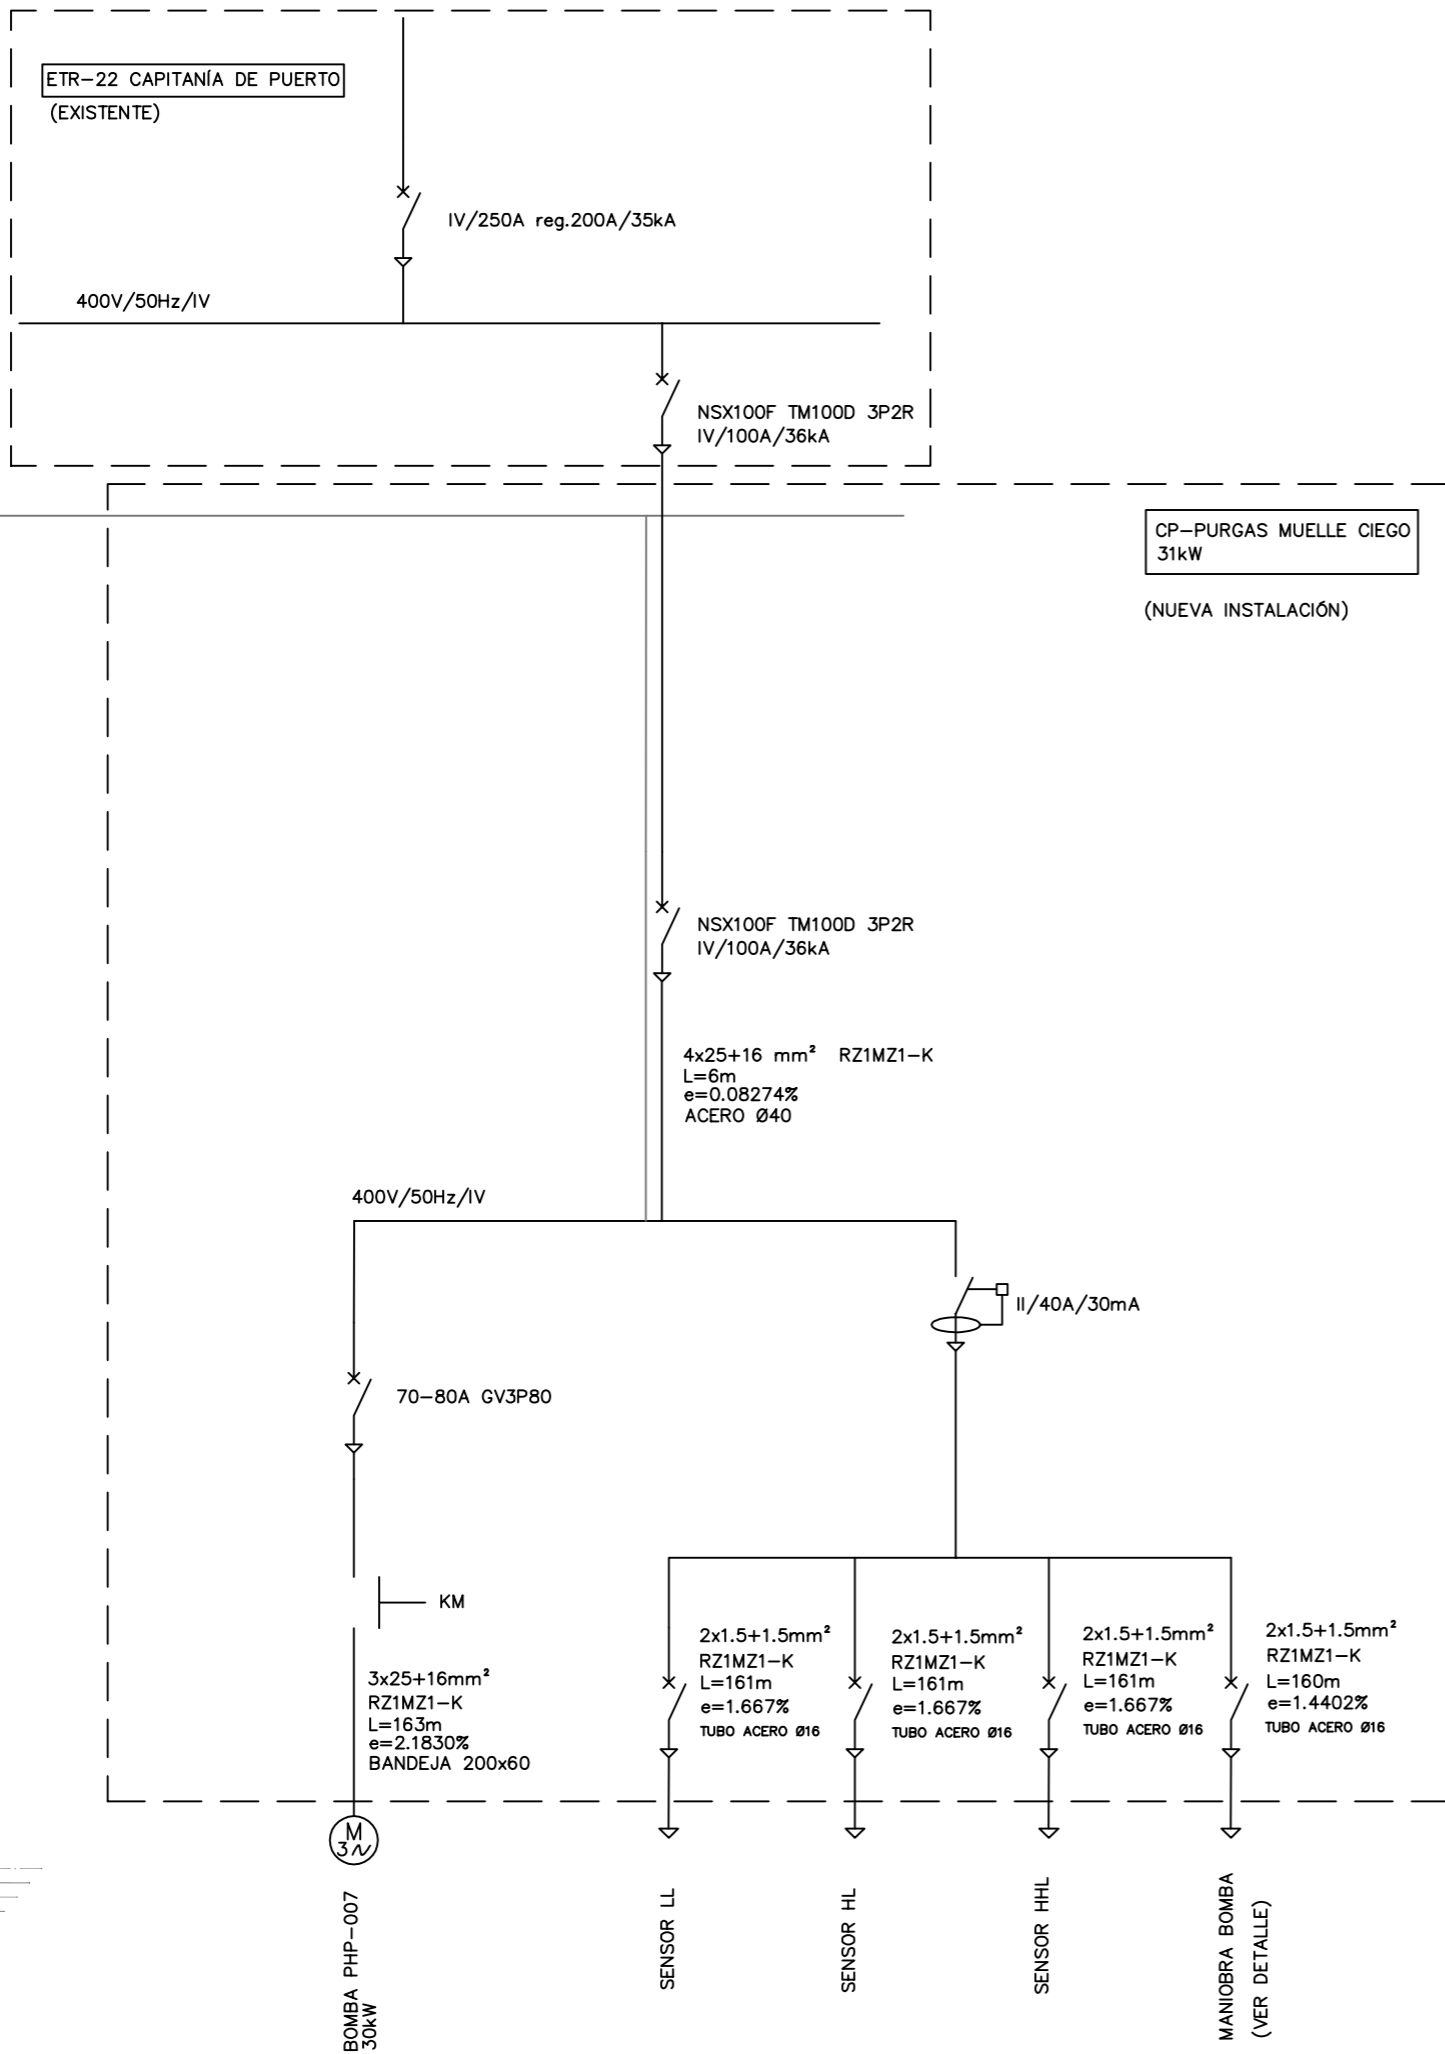 ETR-22 CAPITANÍA DE PUERTO
(EXISTENTE)
IV/250A reg.200A/35kA
400V/50Hz/IV
NSX100F TM100D 3P2R
IV/100A/36kA
CP-PURGAS MUELLE CIEGO
31kW
(NUEVA INSTALACIÓN)
NSX100F TM100D 3P2R
IV/100A/36kA
4x25+16 mm² RZ1MZ1-K
L=6m
e=0.08274%
ACERO Ø40
400V/50Hz/IV
II/40A/30mA
70-80A GV3P80
KM
3x25+16mm²
RZ1MZ1-K
L=163m
e=2.1830%
BANDEJA 200x60
2x1.5+1.5mm²
RZ1MZ1-K
L=161m
e=1.667%
TUBO ACERO Ø16
2x1.5+1.5mm²
RZ1MZ1-K
L=161m
e=1.667%
TUBO ACERO Ø16
2x1.5+1.5mm²
RZ1MZ1-K
L=161m
e=1.667%
TUBO ACERO Ø16
2x1.5+1.5mm²
RZ1MZ1-K
L=160m
e=1.4402%
TUBO ACERO Ø16
M
3∿
BOMBA PHP-007
30kW
SENSOR LL
SENSOR HL
SENSOR HHL
MANIOBRA BOMBA
(VER DETALLE)